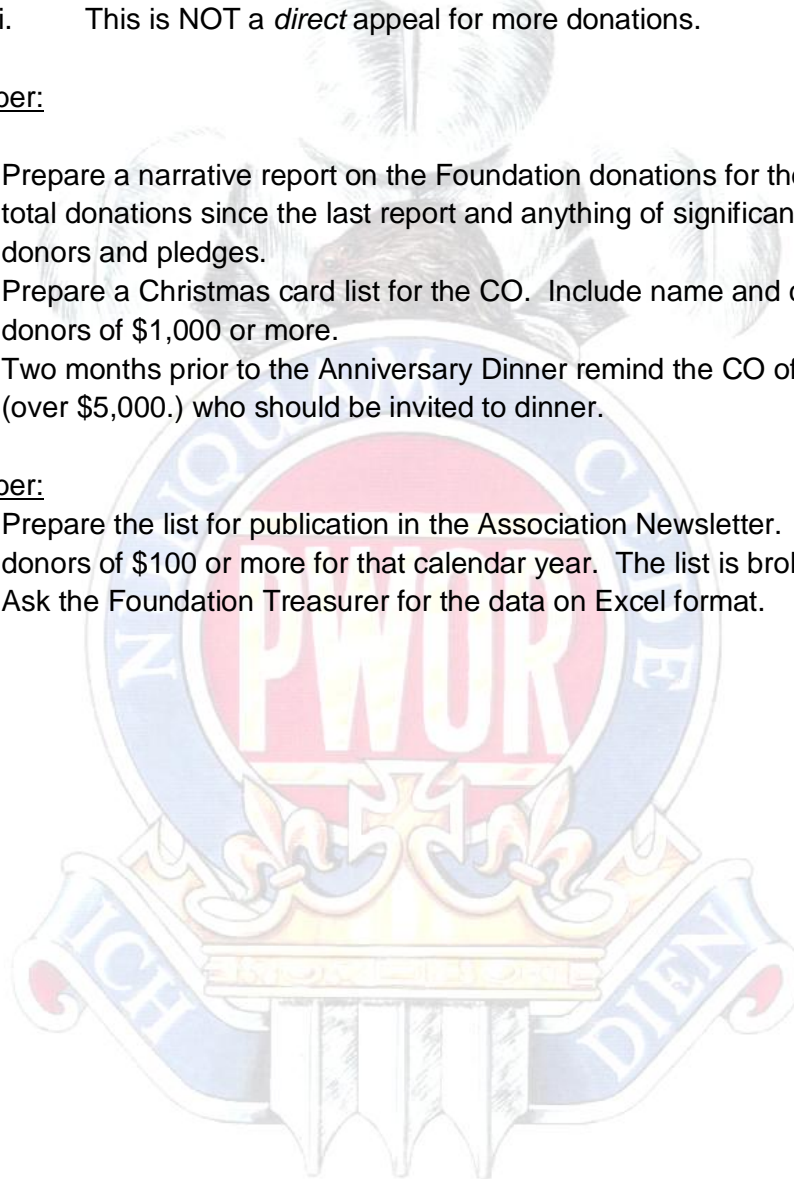 i. This is NOT a direct appeal for more donations.
ber:
Prepare a narrative report on the Foundation donations for the
total donations since the last report and anything of significan
donors and pledges.
Prepare a Christmas card list for the CO. Include name and
donors of $1,000 or more.
Two months prior to the Anniversary Dinner remind the CO of
(over $5,000.) who should be invited to dinner.
ber:
Prepare the list for publication in the Association Newsletter.
donors of $100 or more for that calendar year. The list is bro
Ask the Foundation Treasurer for the data on Excel format.
NUNQUAM CEDE
PWOR
ICH DIEN